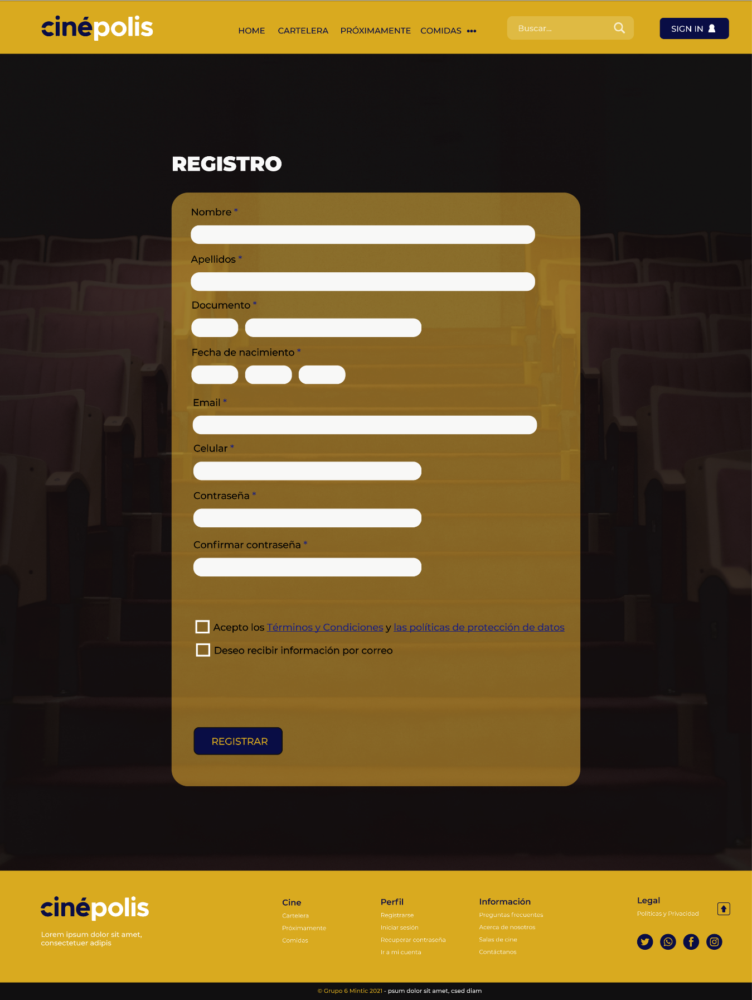 cinépolis
HOME CARTELERA PRÓXIMAMENTE COMIDAS •••
Buscar...
SIGN IN
REGISTRO
Nombre *
Apellidos *
Documento *
Fecha de nacimiento *
Email *
Celular *
Contraseña *
Confirmar contraseña *
Acepto los Términos y Condiciones y las políticas de protección de datos
Deseo recibir información por correo
REGISTRAR
cinépolis
Lorem ipsum dolor sit amet,
consectetuer adipis
Cine
Cartelera
Próximamente
Comidas
Perfil
Registrarse
Iniciar sesión
Recuperar contraseña
Ir a mi cuenta
Información
Preguntas frecuentes
Acerca de nosotros
Salas de cine
Contáctanos
Legal
Políticas y Privacidad
© Grupo 6 Mintic 2021 - psum dolor sit amet, csed diam